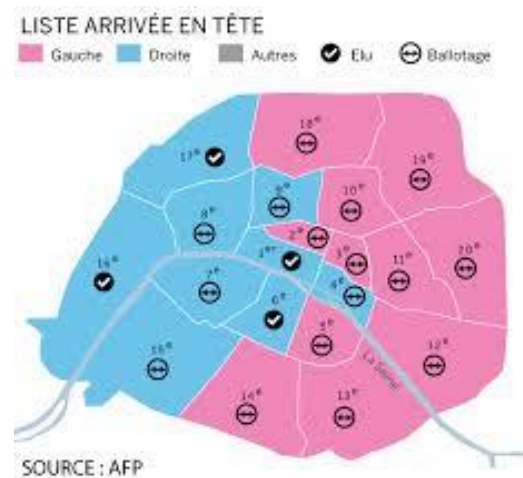 LISTE ARRIVÉE EN TÊTE
Gauche Droite Autres Elu Ballotage
18e
17e
19e
9e
10e
8e
2e
1er
3e
11e
20e
16e
7e
4e
6e
5e
15e
12e
La Seine
14e
13e
SOURCE : AFP